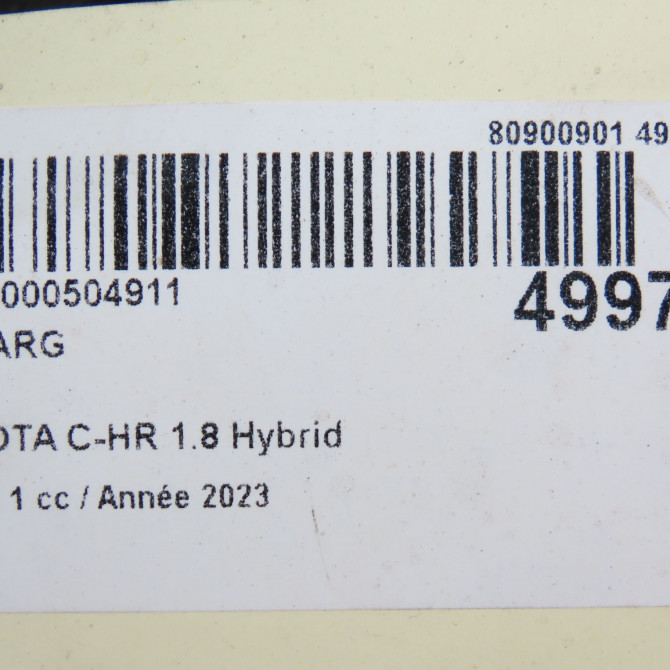 80900901 49
000504911
4997
ARG
OTA C-HR 1.8 Hybrid
1 cc / Année 2023